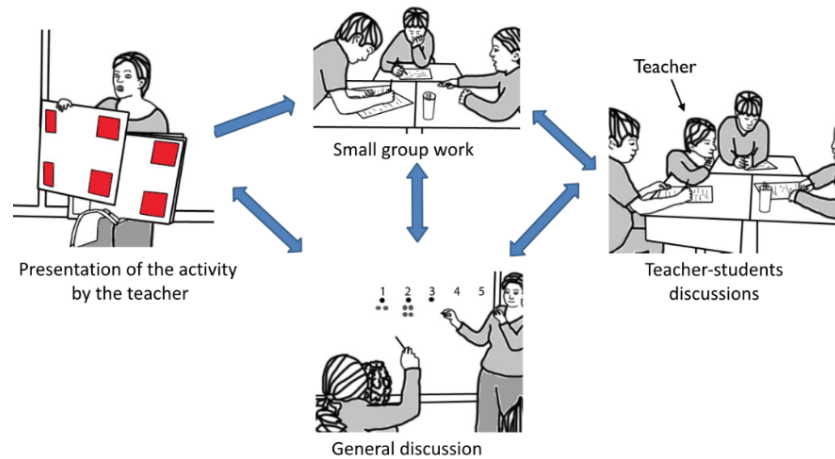 Teacher
Small group work
Presentation of the activity
by the teacher
Teacher-students
discussions
1 2 3 4 5
General discussion